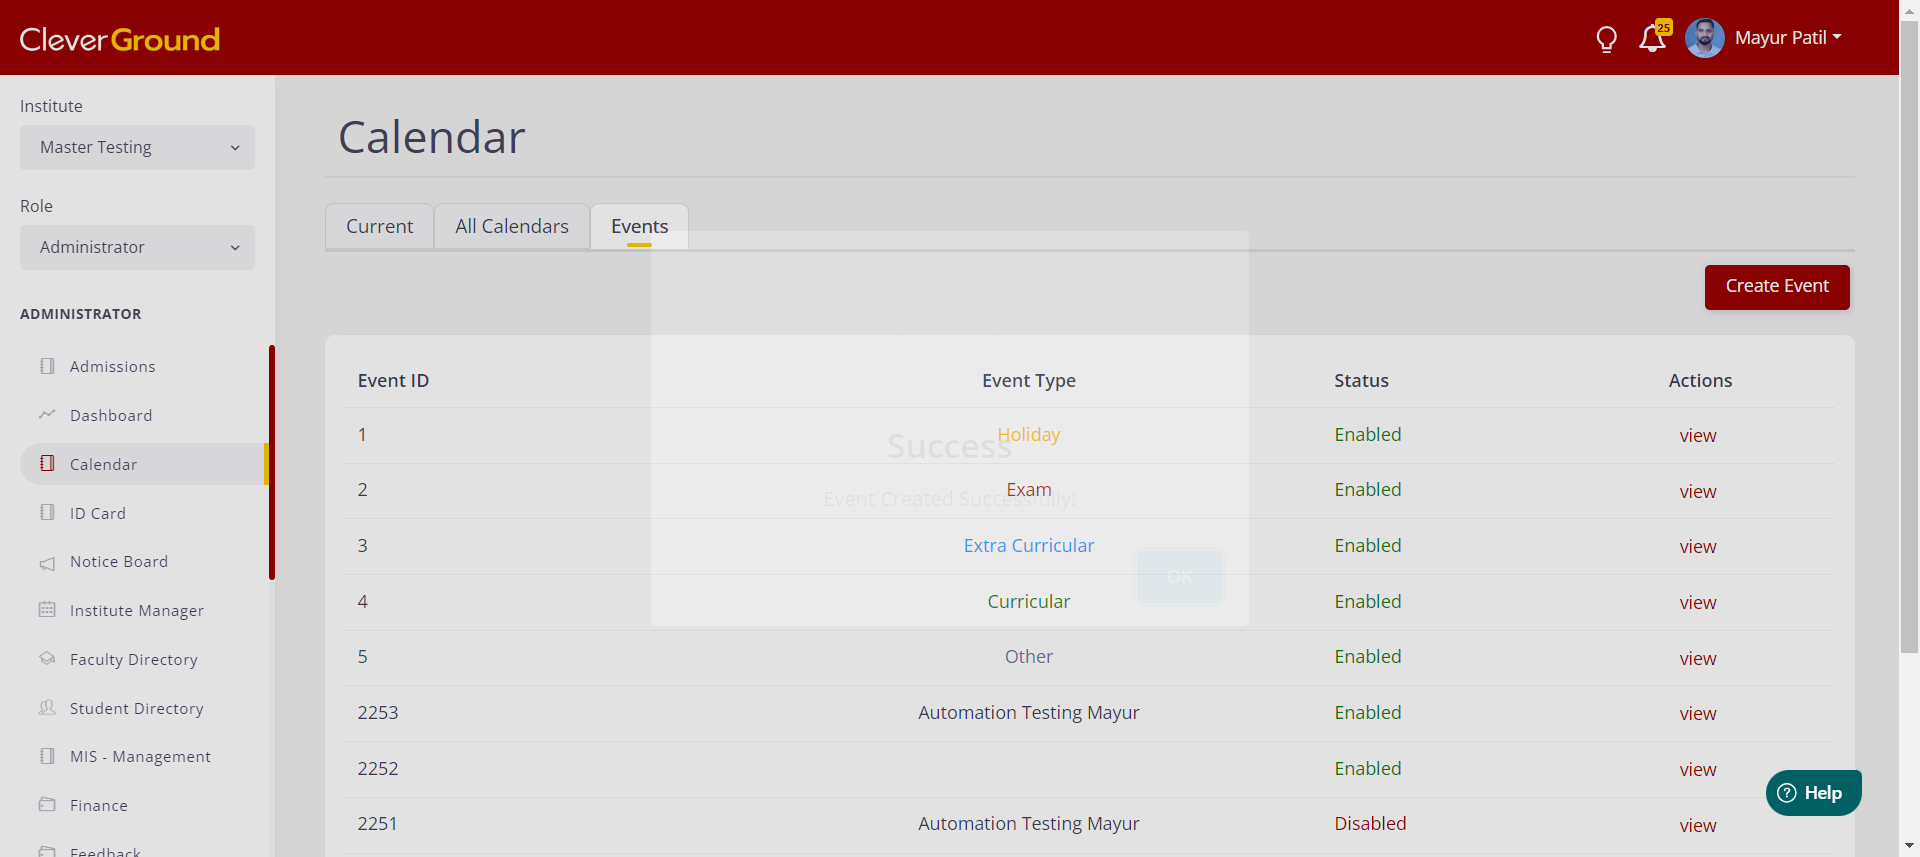 CleverGround
25
Mayur Patil
Institute
Master Testing
Role
Administrator
ADMINISTRATOR
Admissions
Dashboard
Calendar
ID Card
Notice Board
Institute Manager
Faculty Directory
Student Directory
MIS - Management
Finance
Feedback
Calendar
Current All Calendars Events
Create Event
Event ID Event Type Status Actions
1 Holiday Enabled view
2 Exam Enabled view
3 Extra Curricular Enabled view
4 Curricular Enabled view
5 Other Enabled view
2253 Automation Testing Mayur Enabled view
2252 Enabled view
2251 Automation Testing Mayur Disabled view
Success
Event Created Successfully!
OK
Help